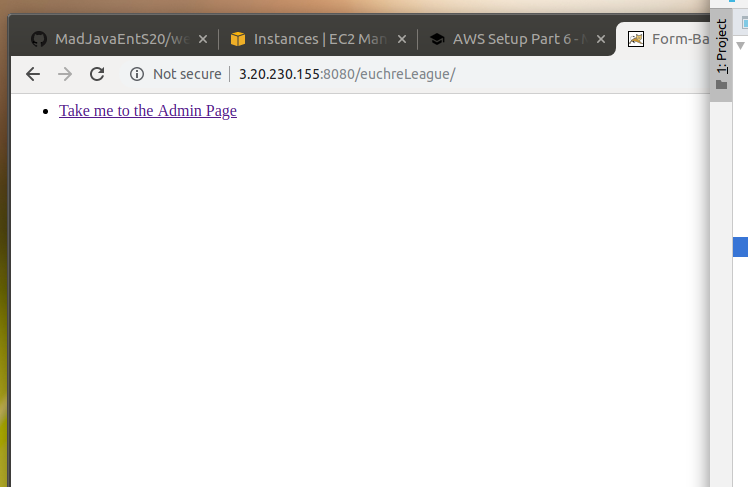 MadJavaEntS20/we
Instances | EC2 Man
AWS Setup Part 6 - M
Form-Ba
Not secure | 3.20.230.155:8080/euchreLeague/
Take me to the Admin Page
1: Project